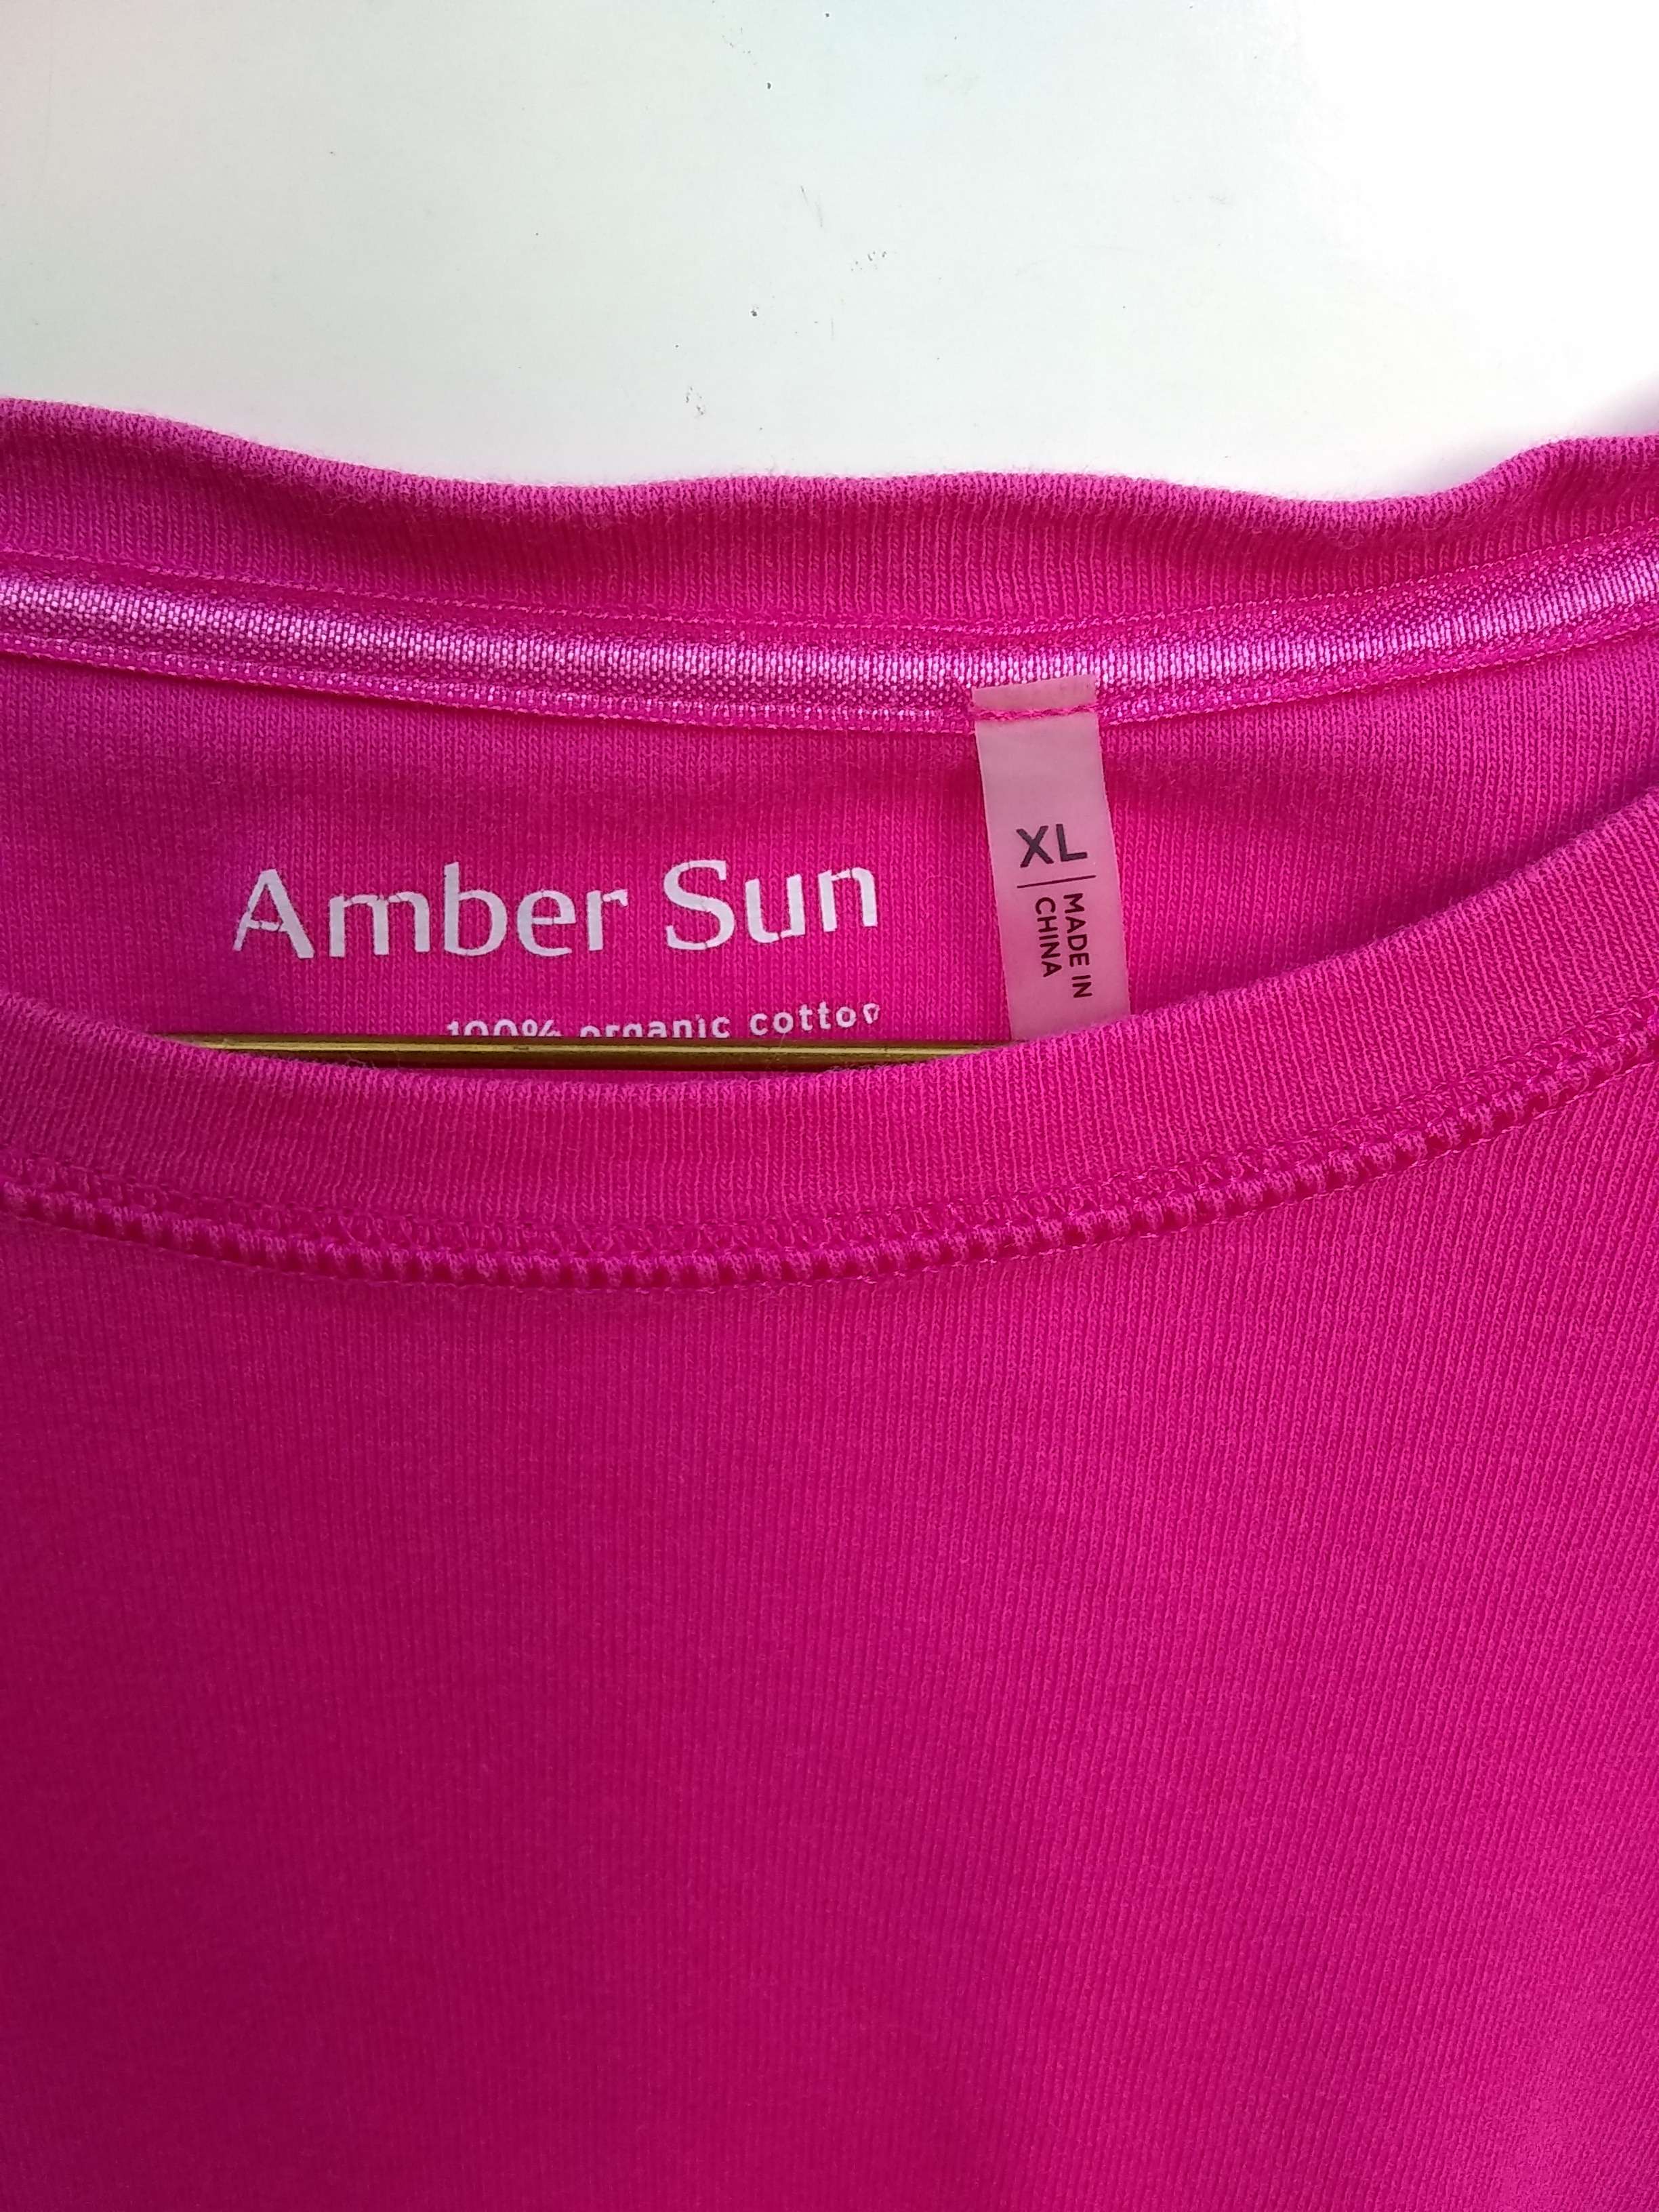 Amber Sun
100% organic cotton
XL
MADE IN
CHINA